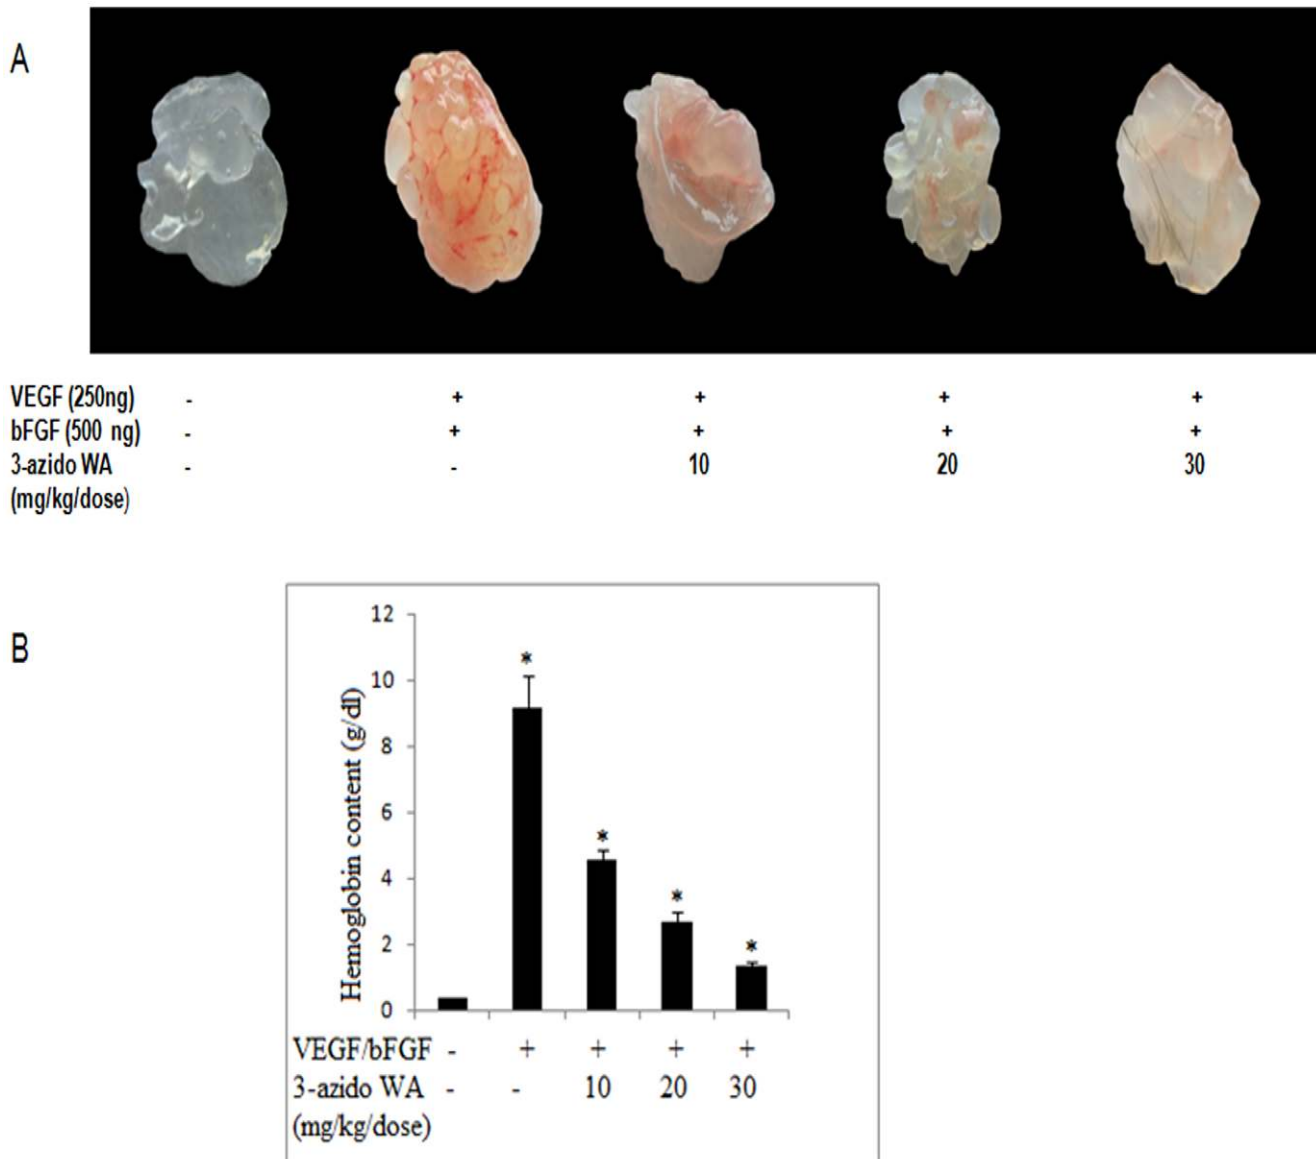 A
VEGF (250ng) - + + + +
bFGF (500 ng) - + + + +
3-azido WA - - 10 20 30
(mg/kg/dose)
B
12
10
8
6
4
2
0
Hemoglobin content (g/dl)
* * * *
VEGF/bFGF - + + + +
3-azido WA - - 10 20 30
(mg/kg/dose)